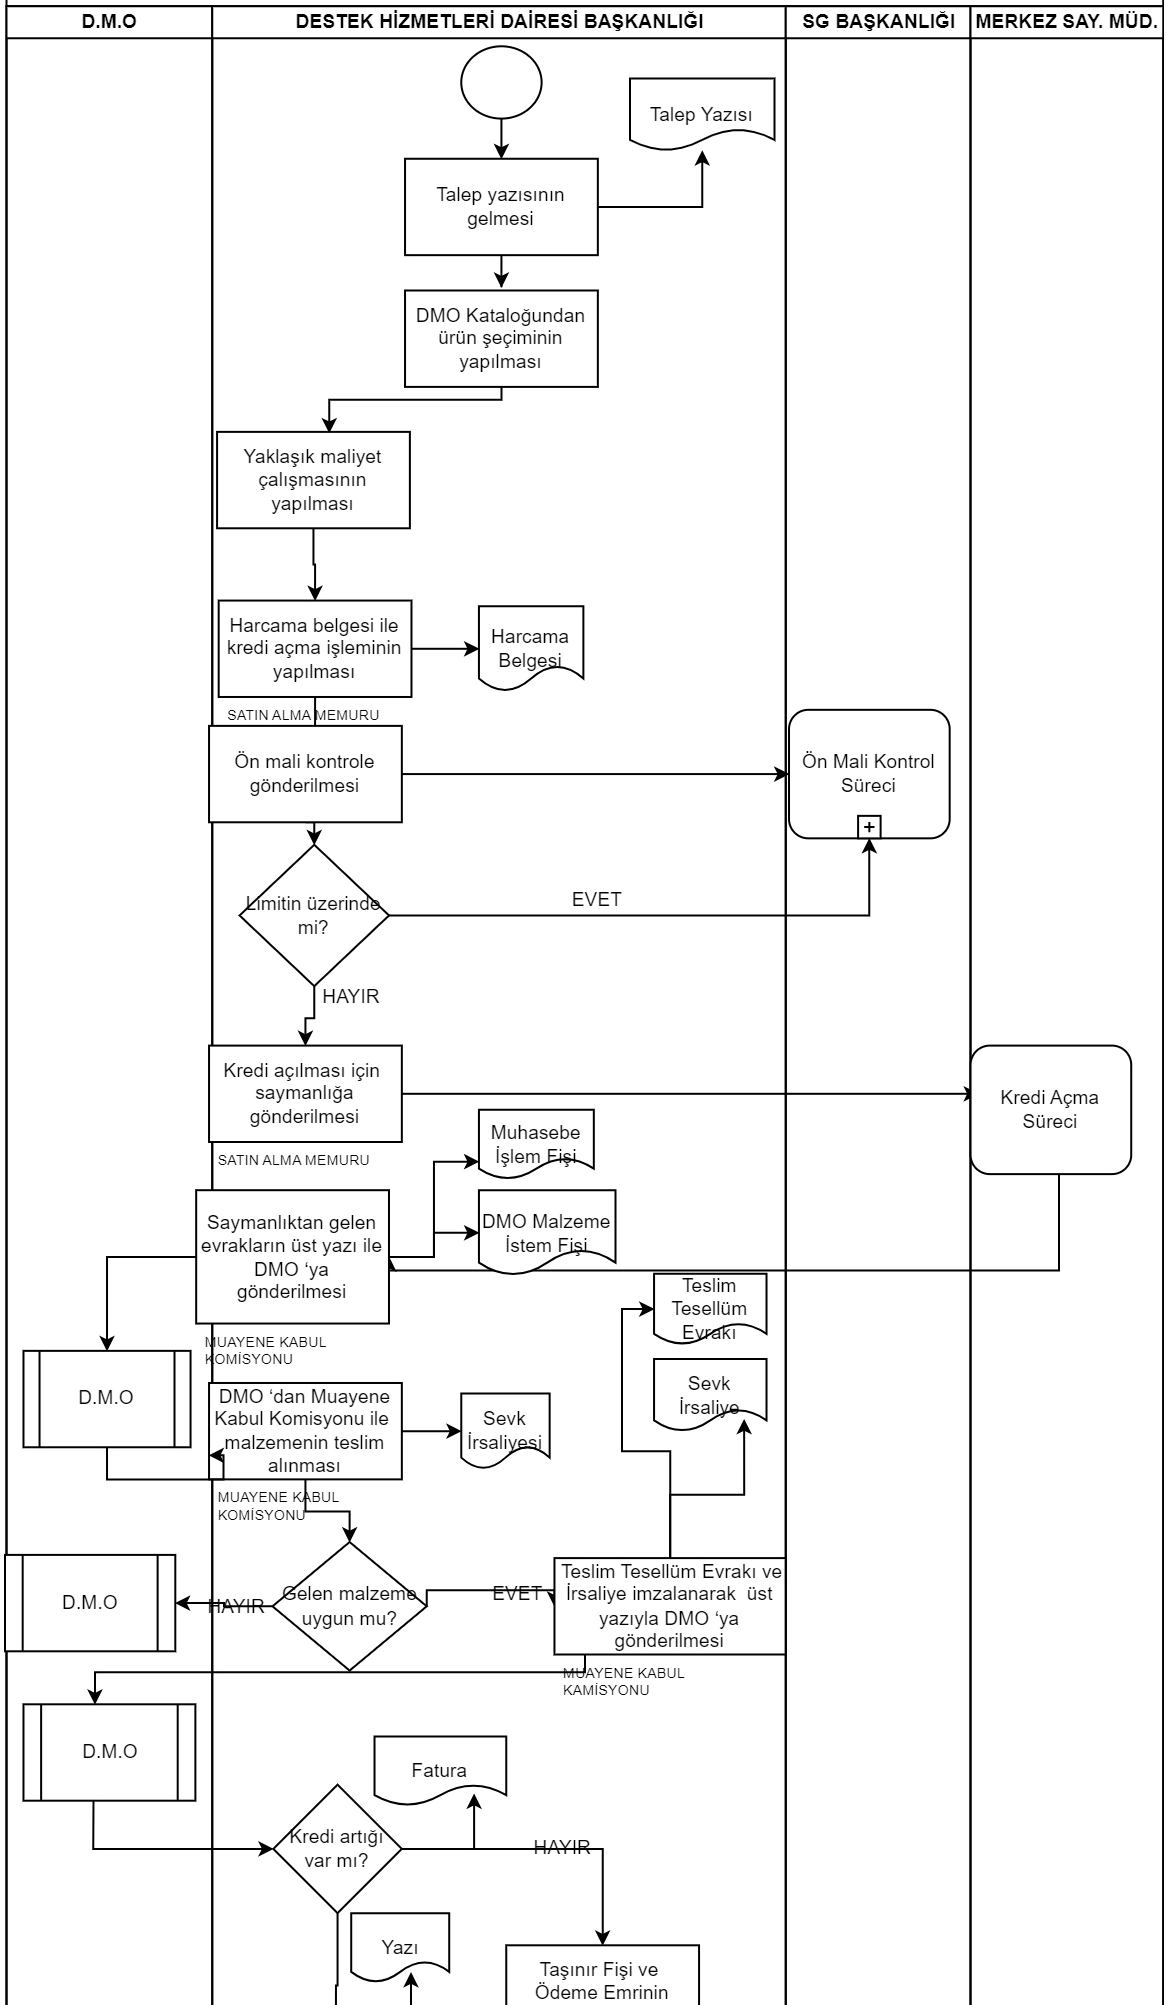 D.M.O
DESTEK HİZMETLERİ DAİRESİ BAŞKANLIĞI
SG BAŞKANLIĞI
MERKEZ SAY. MÜD.
Talep Yazısı
Talep yazısının
gelmesi
DMO Kataloğundan
ürün şeçiminin
yapılması
Yaklaşık maliyet
çalışmasının
yapılması
Harcama belgesi ile
kredi açma işleminin
yapılması
Harcama
Belgesi
SATIN ALMA MEMURU
Ön mali kontrole
gönderilmesi
Ön Mali Kontrol
Süreci
+
Limitin üzerinde
mi?
EVET
HAYIR
Kredi açılması için
saymanlığa
gönderilmesi
Kredi Açma
Süreci
SATIN ALMA MEMURU
Muhasebe
İşlem Fişi
Saymanlıktan gelen
evrakların üst yazı ile
DMO ‘ya
gönderilmesi
DMO Malzeme
İstem Fişi
Teslim
Tesellüm
Evrakı
MUAYENE KABUL
KOMİSYONU
D.M.O
DMO ‘dan Muayene
Kabul Komisyonu ile
malzemenin teslim
alınması
Sevk
İrsaliyesi
Sevk
İrsaliye
MUAYENE KABUL
KOMİSYONU
D.M.O
HAYIR
Gelen malzeme
uygun mu?
EVET
Teslim Tesellüm Evrakı ve
İrsaliye imzalanarak  üst
yazıyla DMO ‘ya
gönderilmesi
MUAYENE KABUL
KAMİSYONU
D.M.O
Fatura
Kredi artığı
var mı?
HAYIR
Yazı
Taşınır Fişi ve
Ödeme Emrinin